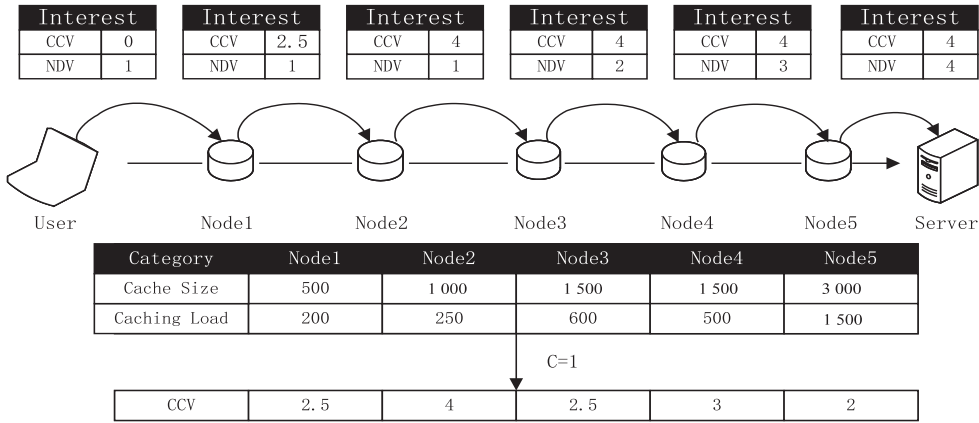 Interest Interest Interest Interest Interest Interest
CCV 0 CCV 2.5 CCV 4 CCV 4 CCV 4 CCV 4
NDV 1 NDV 1 NDV 1 NDV 2 NDV 3 NDV 4
User Node1 Node2 Node3 Node4 Node5 Server
Category Node1 Node2 Node3 Node4 Node5
Cache Size 500 1 000 1 500 1 500 3 000
Caching Load 200 250 600 500 1 500
C=1
CCV 2.5 4 2.5 3 2